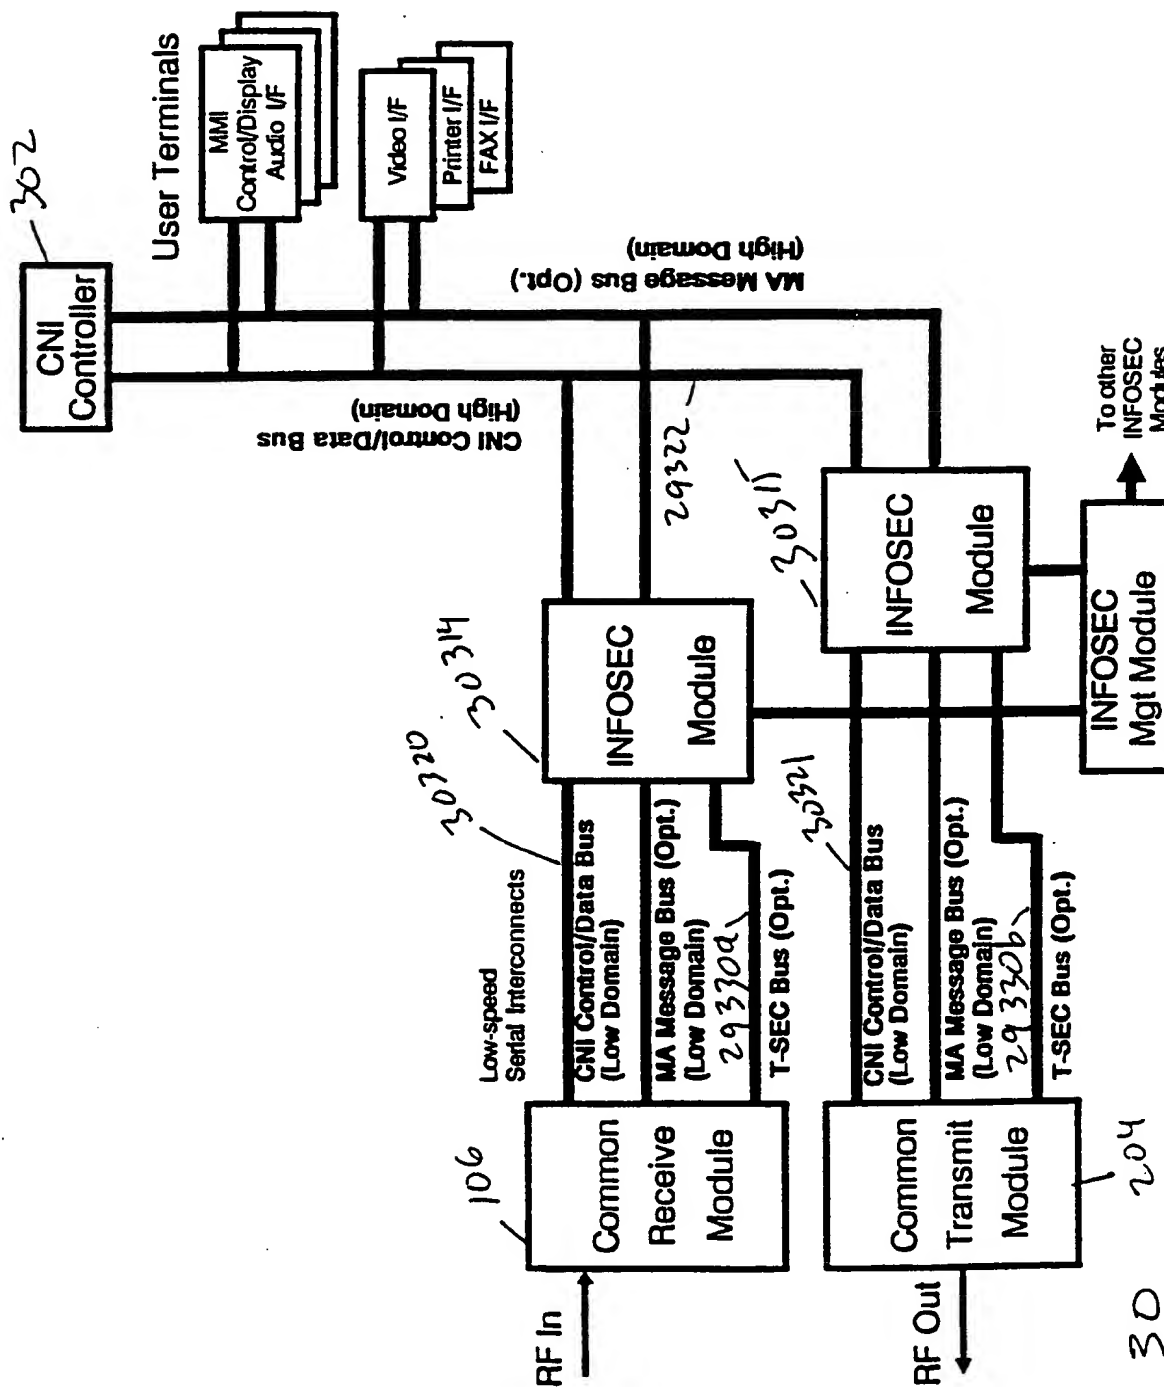 302
CNI
Controller
User Terminals
MMI
Control/Display
Audio I/F
Video I/F
Printer I/F
FAX I/F
CNI Control/Data Bus
(High Domain)
MA Message Bus (Opt.)
(High Domain)
29322
30315
30314
30320
INFOSEC
Module
INFOSEC
Module
To other
INFOSEC
Modules
INFOSEC
Mgt Module
Low-speed
Serial Interconnects
CNI Control/Data Bus
(Low Domain)
MA Message Bus (Opt.)
(Low Domain)
29330a
T-SEC Bus (Opt.)
30321
CNI Control/Data Bus
(Low Domain)
MA Message Bus (Opt.)
(Low Domain)
29330b
T-SEC Bus (Opt.)
106
Common
Receive
Module
RF In
Common
Transmit
Module
204
RF Out
30